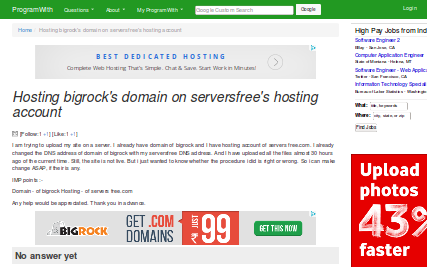 ProgramWith Questions About My ProgramWith Google Custom Search Google Login
Home Hosting bigrock's domain on serversfree's hosting account
BEST DEDICATED HOSTING
Complete Web Hosting That's Simple. Chat & Save. Start Work in Minutes!
Hosting bigrock's domain on serversfree's hosting
account
[Follow: 1 +1] [Like: 1 +1]
I am trying to upload my site on a server. I already have domain of bigrock and I have hosting account of servers free.com, I already
changed the DNS address of domain of bigrock with my serversfree DNS address. And I have uploaded all the files almost 30 hours
ago of the current time. Still, the site is not live. But i just wanted to know whether the procedure i did is right or wrong. So i can make
change ASAP, if their is any.
IMP points :-
Domain - of bigrock Hosting - of servers free.com
Any help would be appreciated. Thank you in advance.
BIGROCK GET .COM DOMAINS JUST ₹99 GET THIS NOW
No answer yet
High Pay Jobs from Ind
Software Engineer 2
eBay - San Jose, CA
Computer Application Engineer
State of Montana - Helena, MT
Software Engineer - Web Applic
Twitter - San Francisco, CA
Information Technology Specialis
Bureau of Labor Statistics - Washington
What: title, keywords
Where: city, state, or zip
Find Jobs
Upload
photos
43%
faster